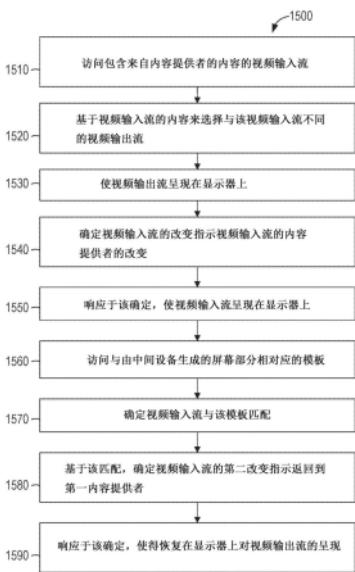 1500
1510
访问包含来自内容提供者的内容的视频输入流
1520
基于视频输入流的内容来选择与该视频输入流不同
的视频输出流
1530
使视频输出流呈现在显示器上
1540
确定视频输入流的改变指示视频输入流的内容
提供者的改变
1550
响应于该确定，使视频输入流呈现在显示器上
1560
访问与由中间设备生成的屏幕部分相对应的模板
1570
确定视频输入流与该模板匹配
1580
基于该匹配，确定视频输入流的第二改变指示返回到
第一内容提供者
1590
响应于该确定，使得恢复在显示器上对视频输出流的呈现